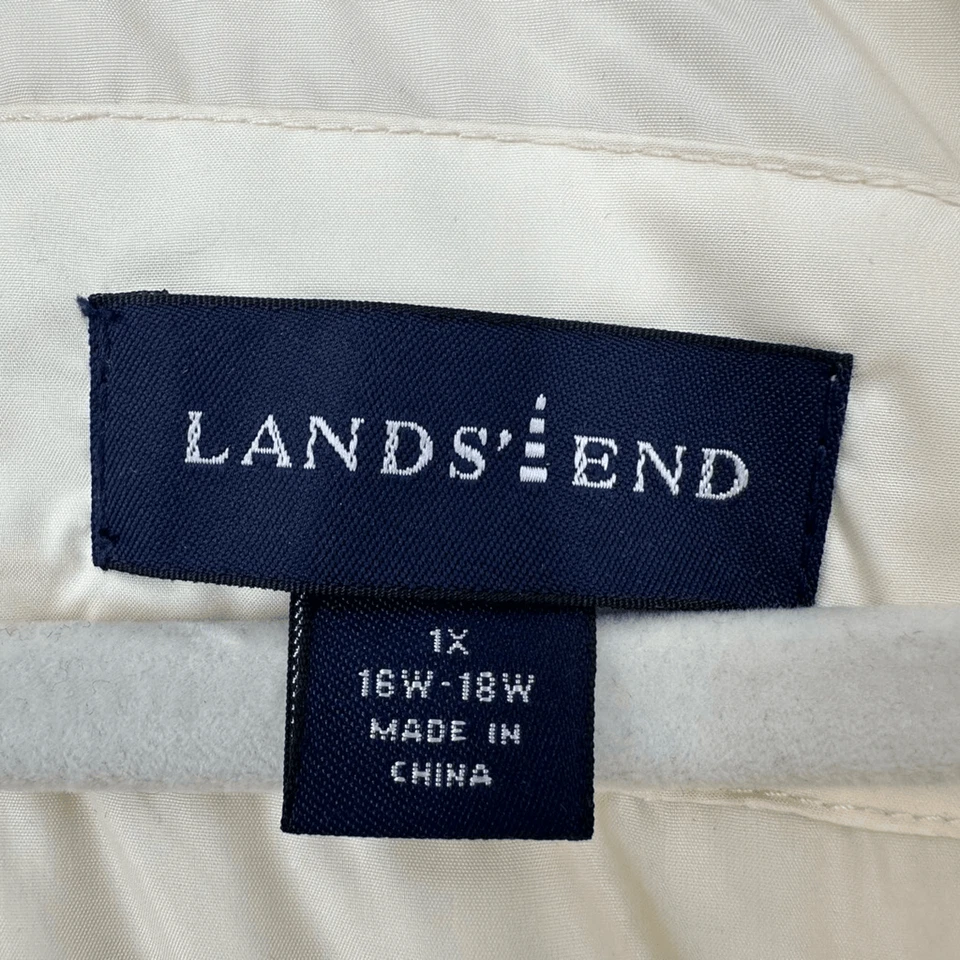 LANDS' END
1X
16W-18W
MADE IN
CHINA